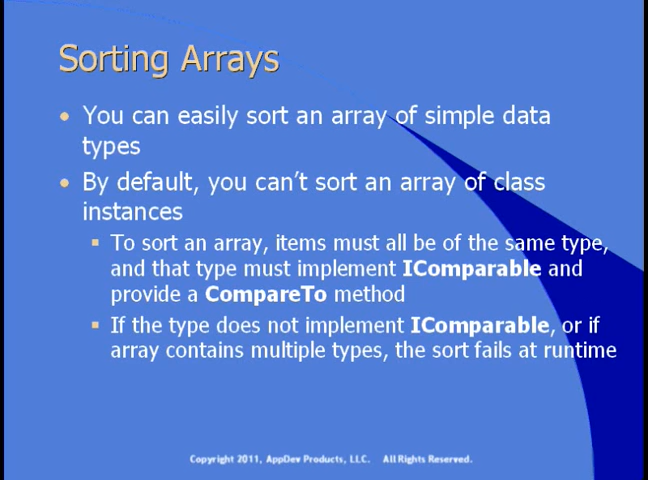 Sorting Arrays
• You can easily sort an array of simple data
types
• By default, you can't sort an array of class
instances
▪ To sort an array, items must all be of the same type,
and that type must implement IComparable and
provide a CompareTo method
▪ If the type does not implement IComparable, or if
array contains multiple types, the sort fails at runtime
Copyright 2011, AppDev Products, LLC. All Rights Reserved.